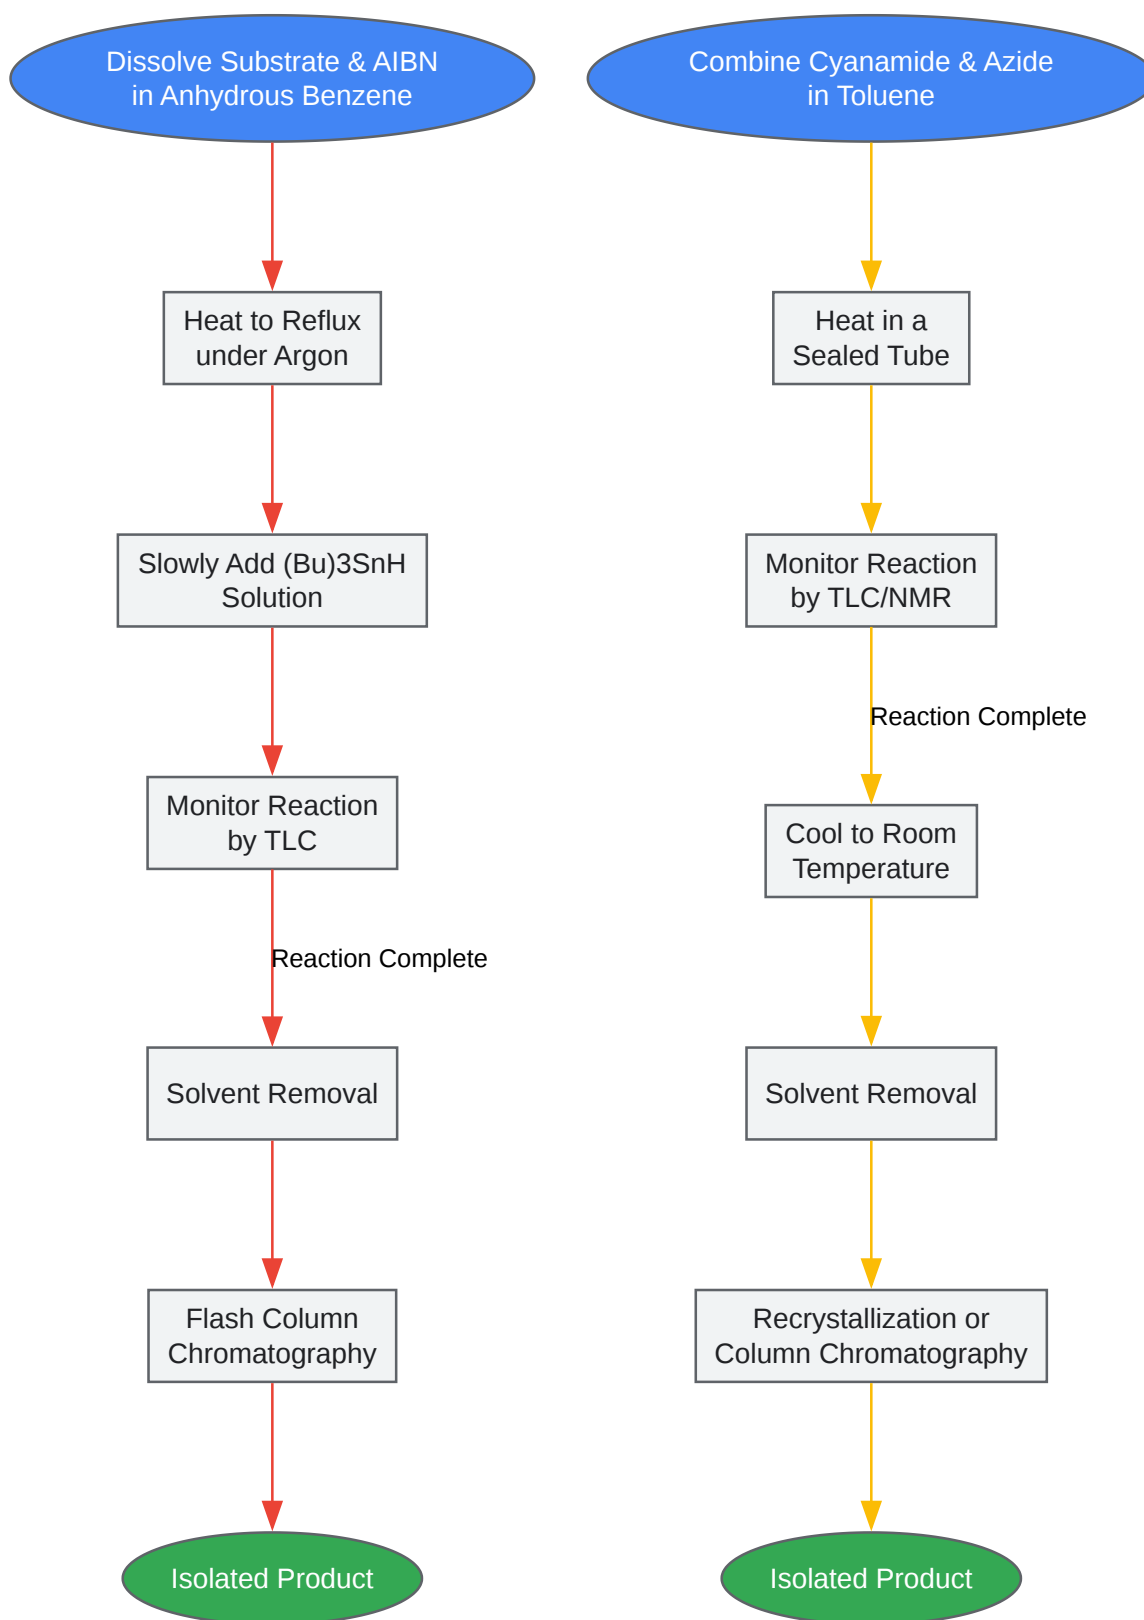 Dissolve Substrate & AIBN
in Anhydrous Benzene
Heat to Reflux
under Argon
Slowly Add (Bu)3SnH
Solution
Monitor Reaction
by TLC
Reaction Complete
Solvent Removal
Flash Column
Chromatography
Isolated Product
Combine Cyanamide & Azide
in Toluene
Heat in a
Sealed Tube
Monitor Reaction
by TLC/NMR
Reaction Complete
Cool to Room
Temperature
Solvent Removal
Recrystallization or
Column Chromatography
Isolated Product